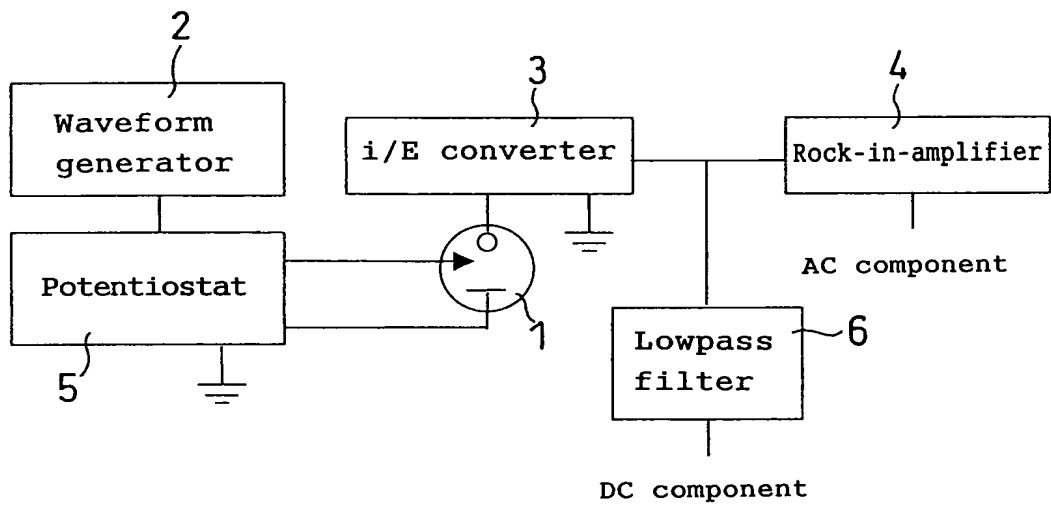 2
Waveform
generator
3
i/E converter
4
Rock-in-amplifier
AC component
Potentiostat
5
1
Lowpass
filter
6
DC component